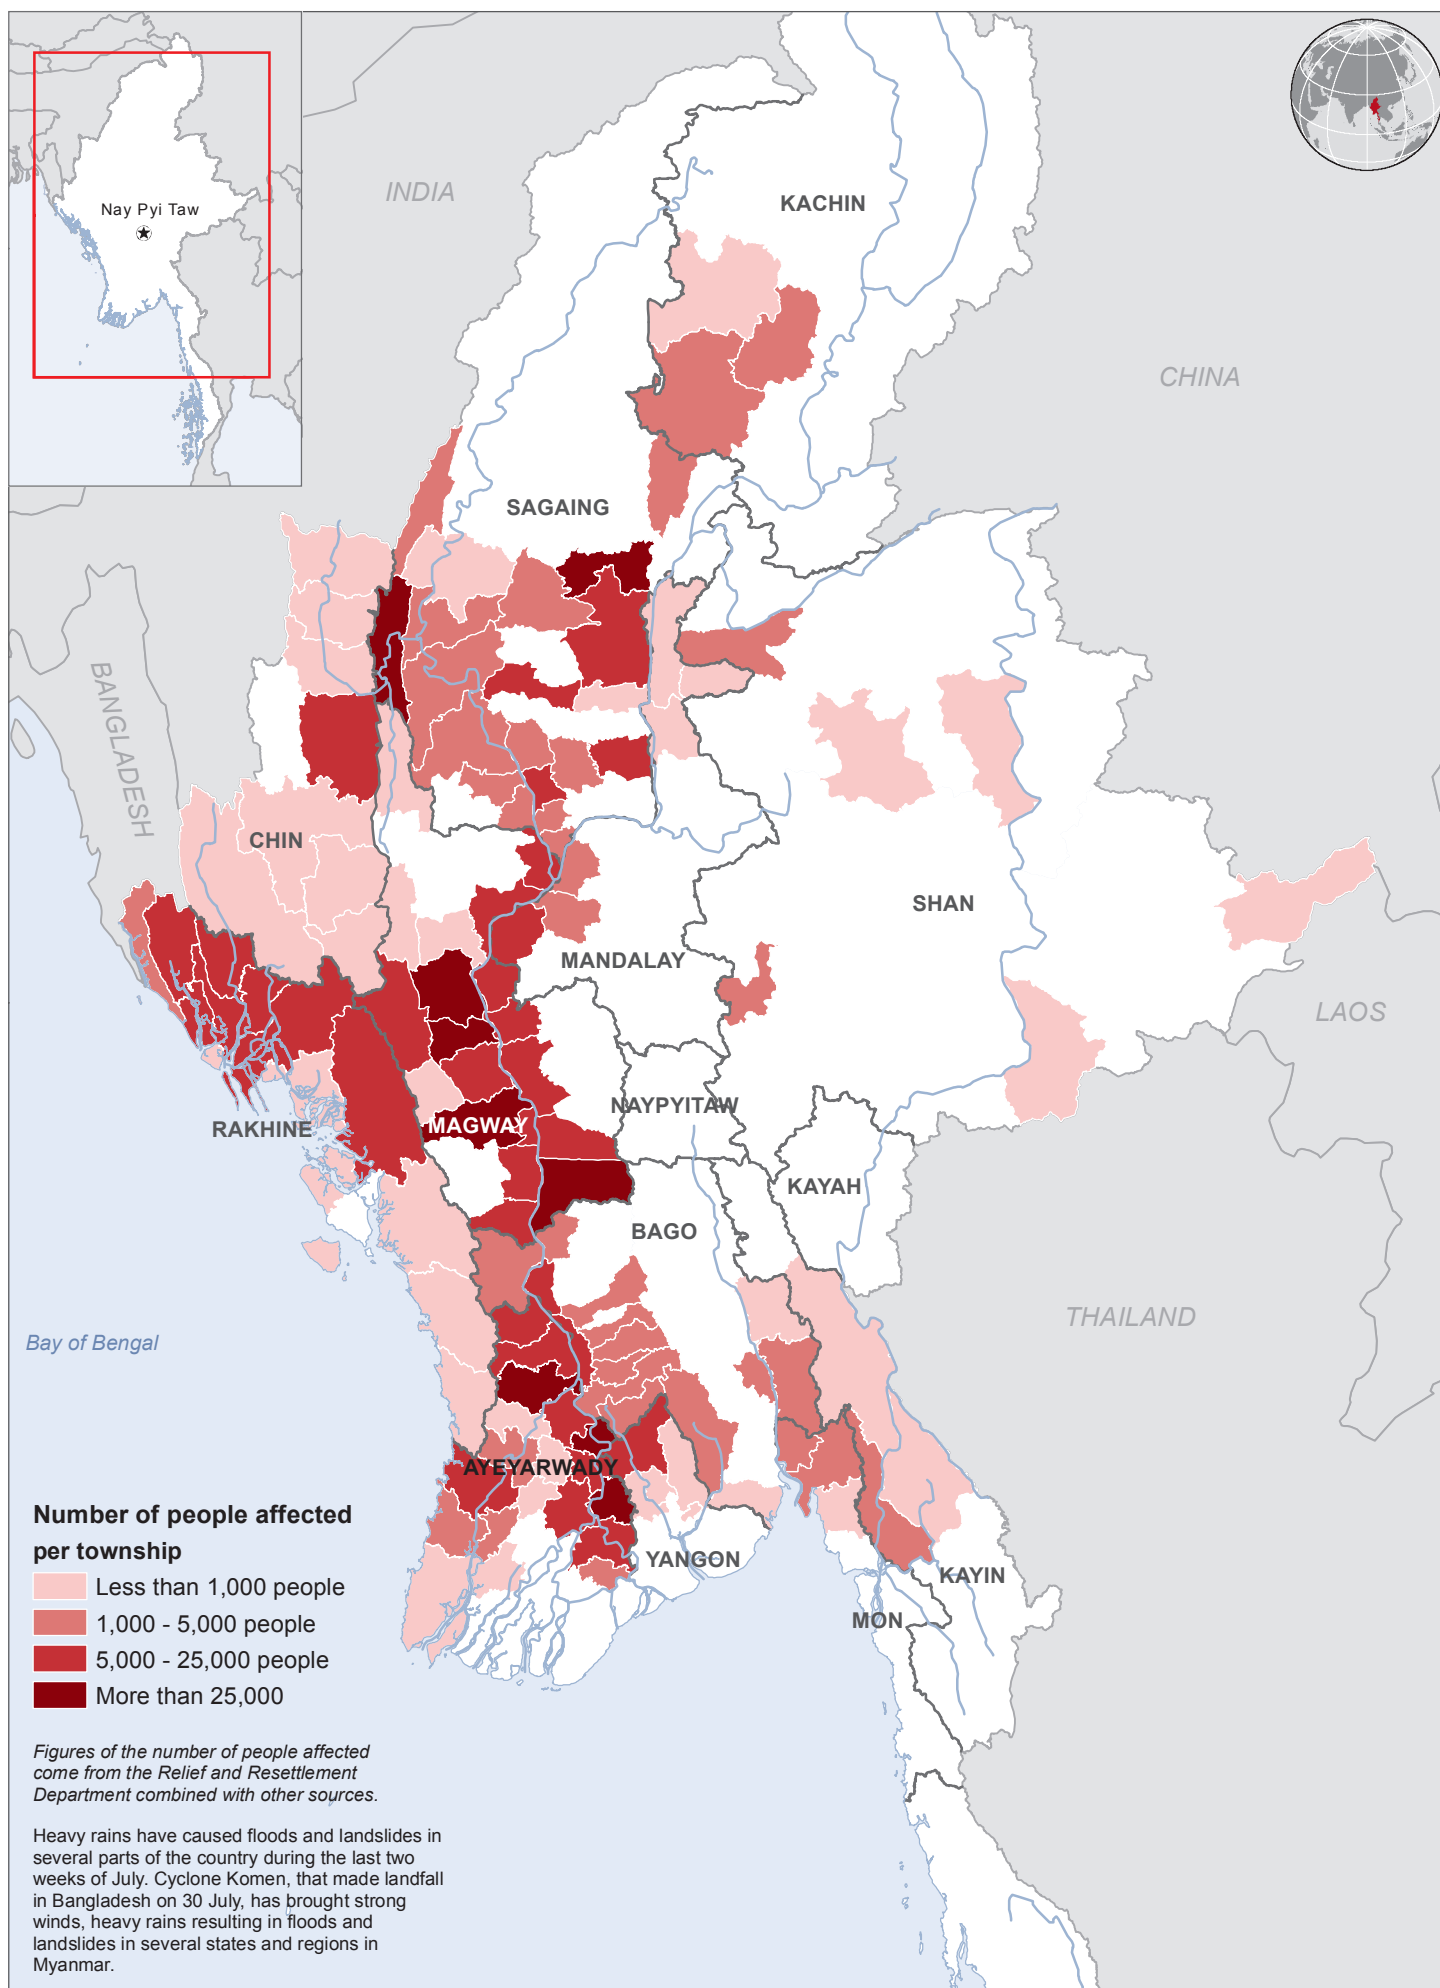 Nay Pyi Taw
INDIA
KACHIN
CHINA
SAGAING
BANGLADESH
CHIN
SHAN
MANDALAY
LAOS
NAYPYITAW
RAKHINE
MAGWAY
KAYAH
BAGO
THAILAND
Bay of Bengal
AYEYARWADY
YANGON
KAYIN
MON
Number of people affected
per township
Less than 1,000 people
1,000 - 5,000 people
5,000 - 25,000 people
More than 25,000
Figures of the number of people affected
come from the Relief and Resettlement
Department combined with other sources.
Heavy rains have caused floods and landslides in
several parts of the country during the last two
weeks of July. Cyclone Komen, that made landfall
in Bangladesh on 30 July, has brought strong
winds, heavy rains resulting in floods and
landslides in several states and regions in
Myanmar.